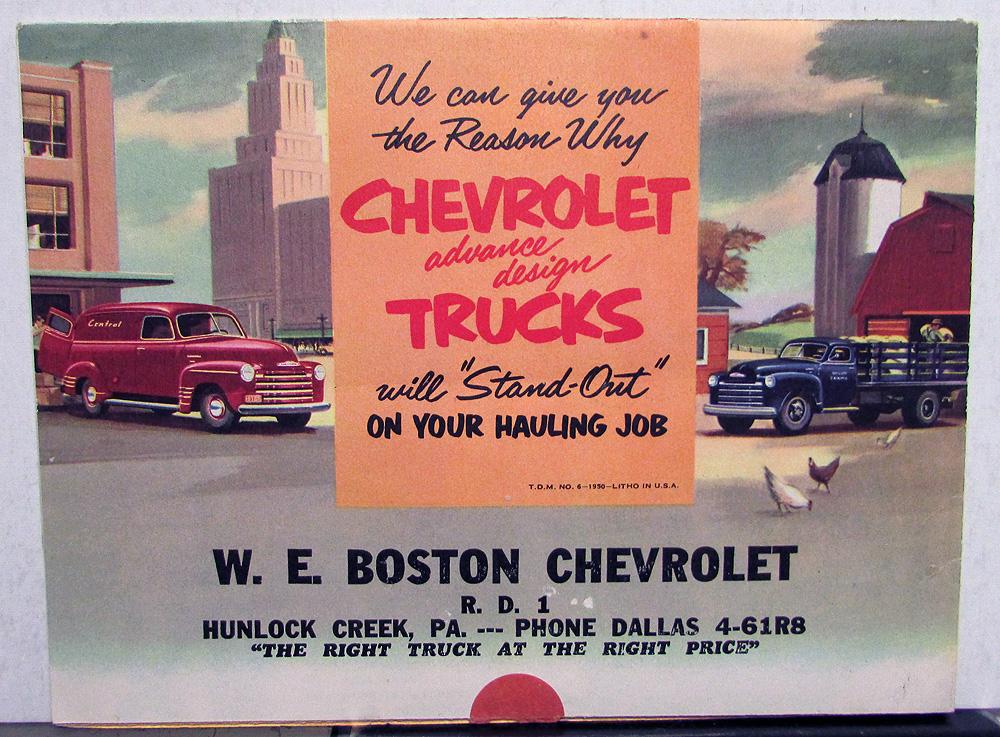 We can give you
the Reason Why
CHEVROLET
advance
design
TRUCKS
will "Stand-Out"
ON YOUR HAULING JOB
T.D.M. NO. 6—1950—LITHO IN U.S.A.
Central
W. E. BOSTON CHEVROLET
R. D. 1
HUNLOCK CREEK, PA. --- PHONE DALLAS 4-61R8
"THE RIGHT TRUCK AT THE RIGHT PRICE"